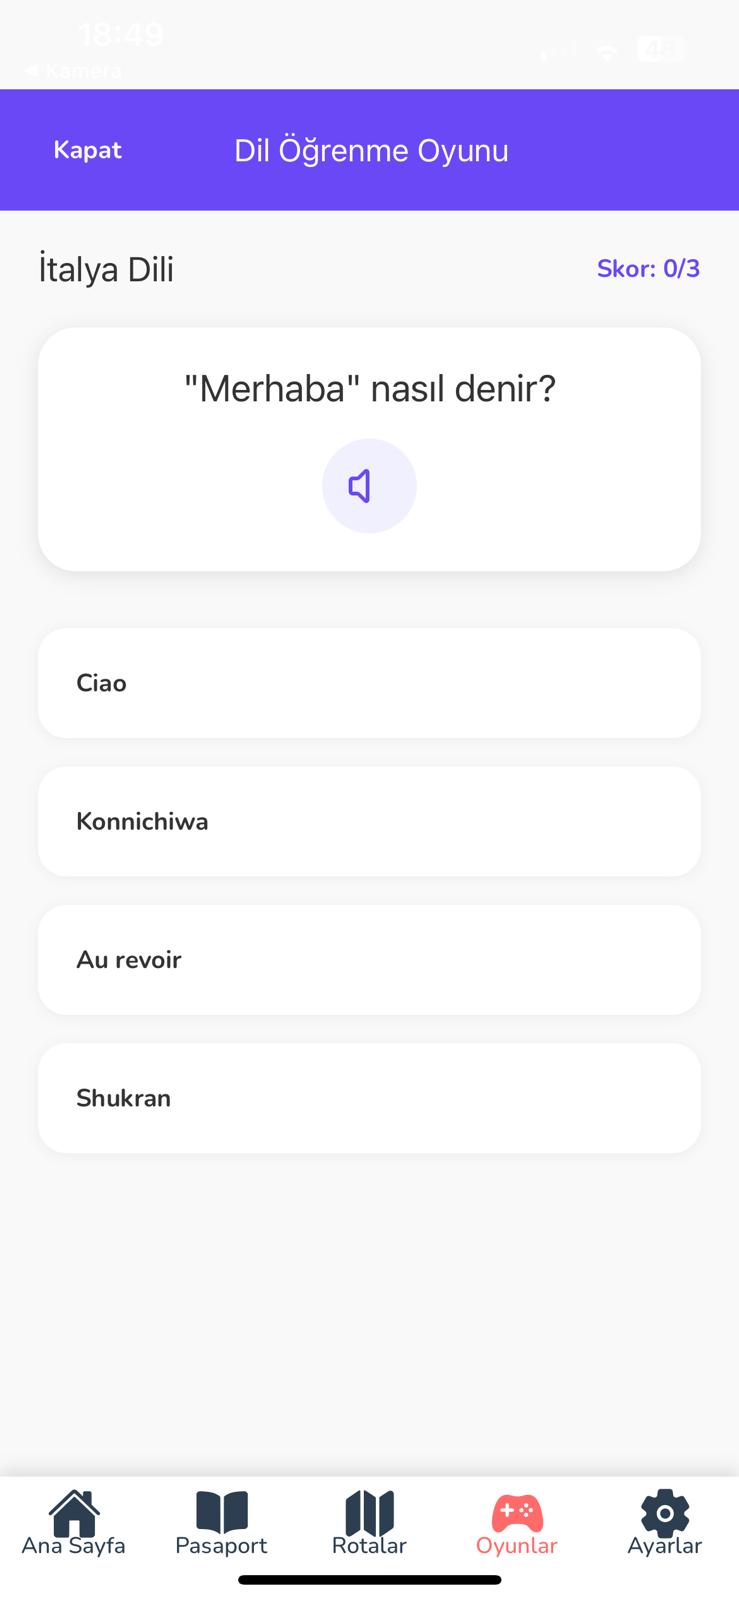 18:49
◀ Kamera
48
Kapat
Dil Öğrenme Oyunu
İtalya Dili
Skor: 0/3
"Merhaba" nasıl denir?
Ciao
Konnichiwa
Au revoir
Shukran
Ana Sayfa
Pasaport
Rotalar
Oyunlar
Ayarlar